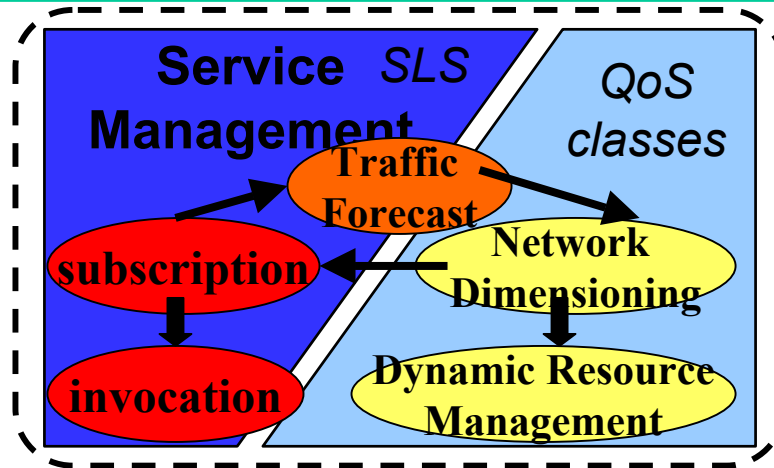 Service SLS
Management
QoS
classes
Traffic
Forecast
subscription
Network
Dimensioning
invocation
Dynamic Resource
Management